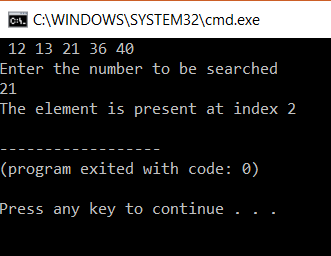 C:\WINDOWS\SYSTEM32\cmd.exe
12 13 21 36 40
Enter the number to be searched
21
The element is present at index 2
------------------
(program exited with code: 0)
Press any key to continue . . .